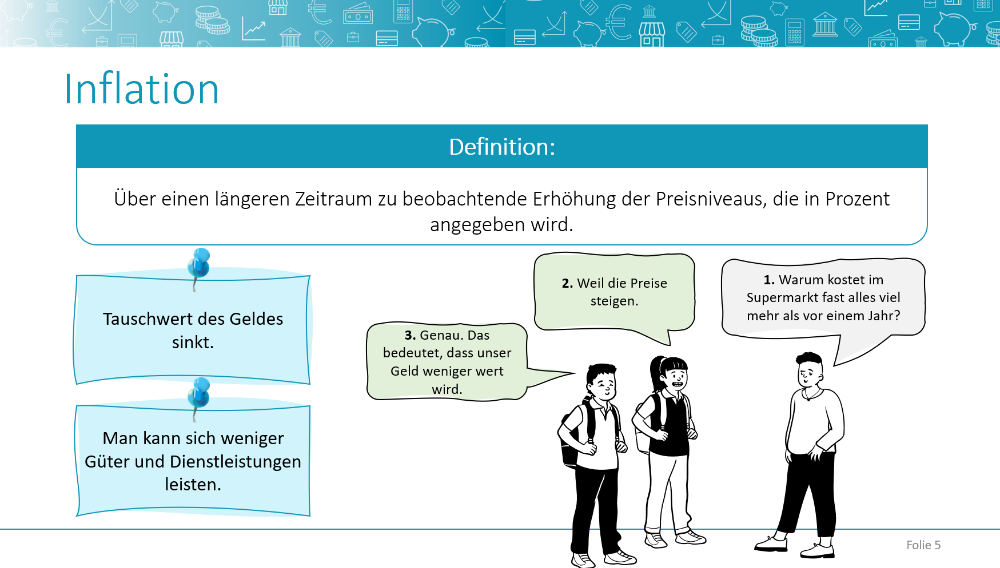 Inflation
Definition:
Über einen längeren Zeitraum zu beobachtende Erhöhung der Preisniveaus, die in Prozent
angegeben wird.
Tauschwert des Geldes
sinkt.
Man kann sich weniger
Güter und Dienstleistungen
leisten.
1. Warum kostet im
Supermarkt fast alles viel
mehr als vor einem Jahr?
2. Weil die Preise
steigen.
3. Genau. Das
bedeutet, dass unser
Geld weniger wert
wird.
Folie 5